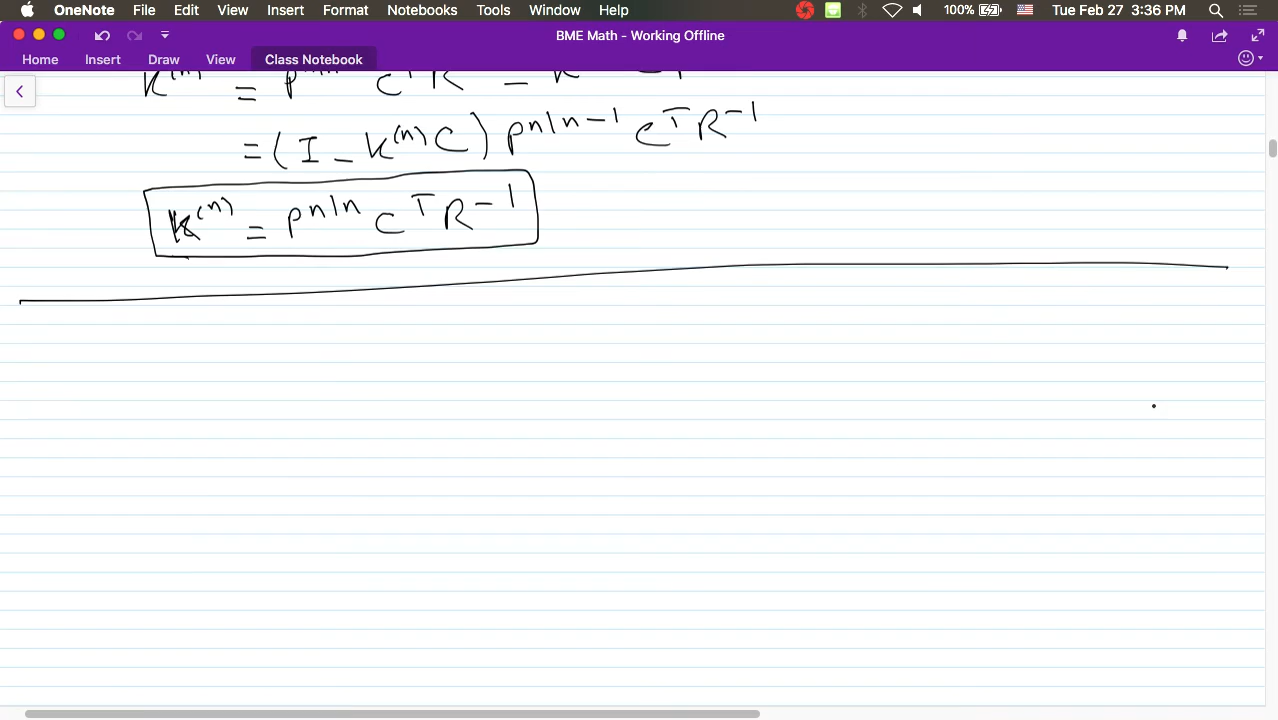 OneNote File Edit View Insert Format Notebooks Tools Window Help 100% Tue Feb 27 3:36 PM
BME Math - Working Offline
Home Insert Draw View Class Notebook
= (I - K^(n) C) P^n|n-1 C^T R^-1
K^(n) = P^n|n C^T R^-1